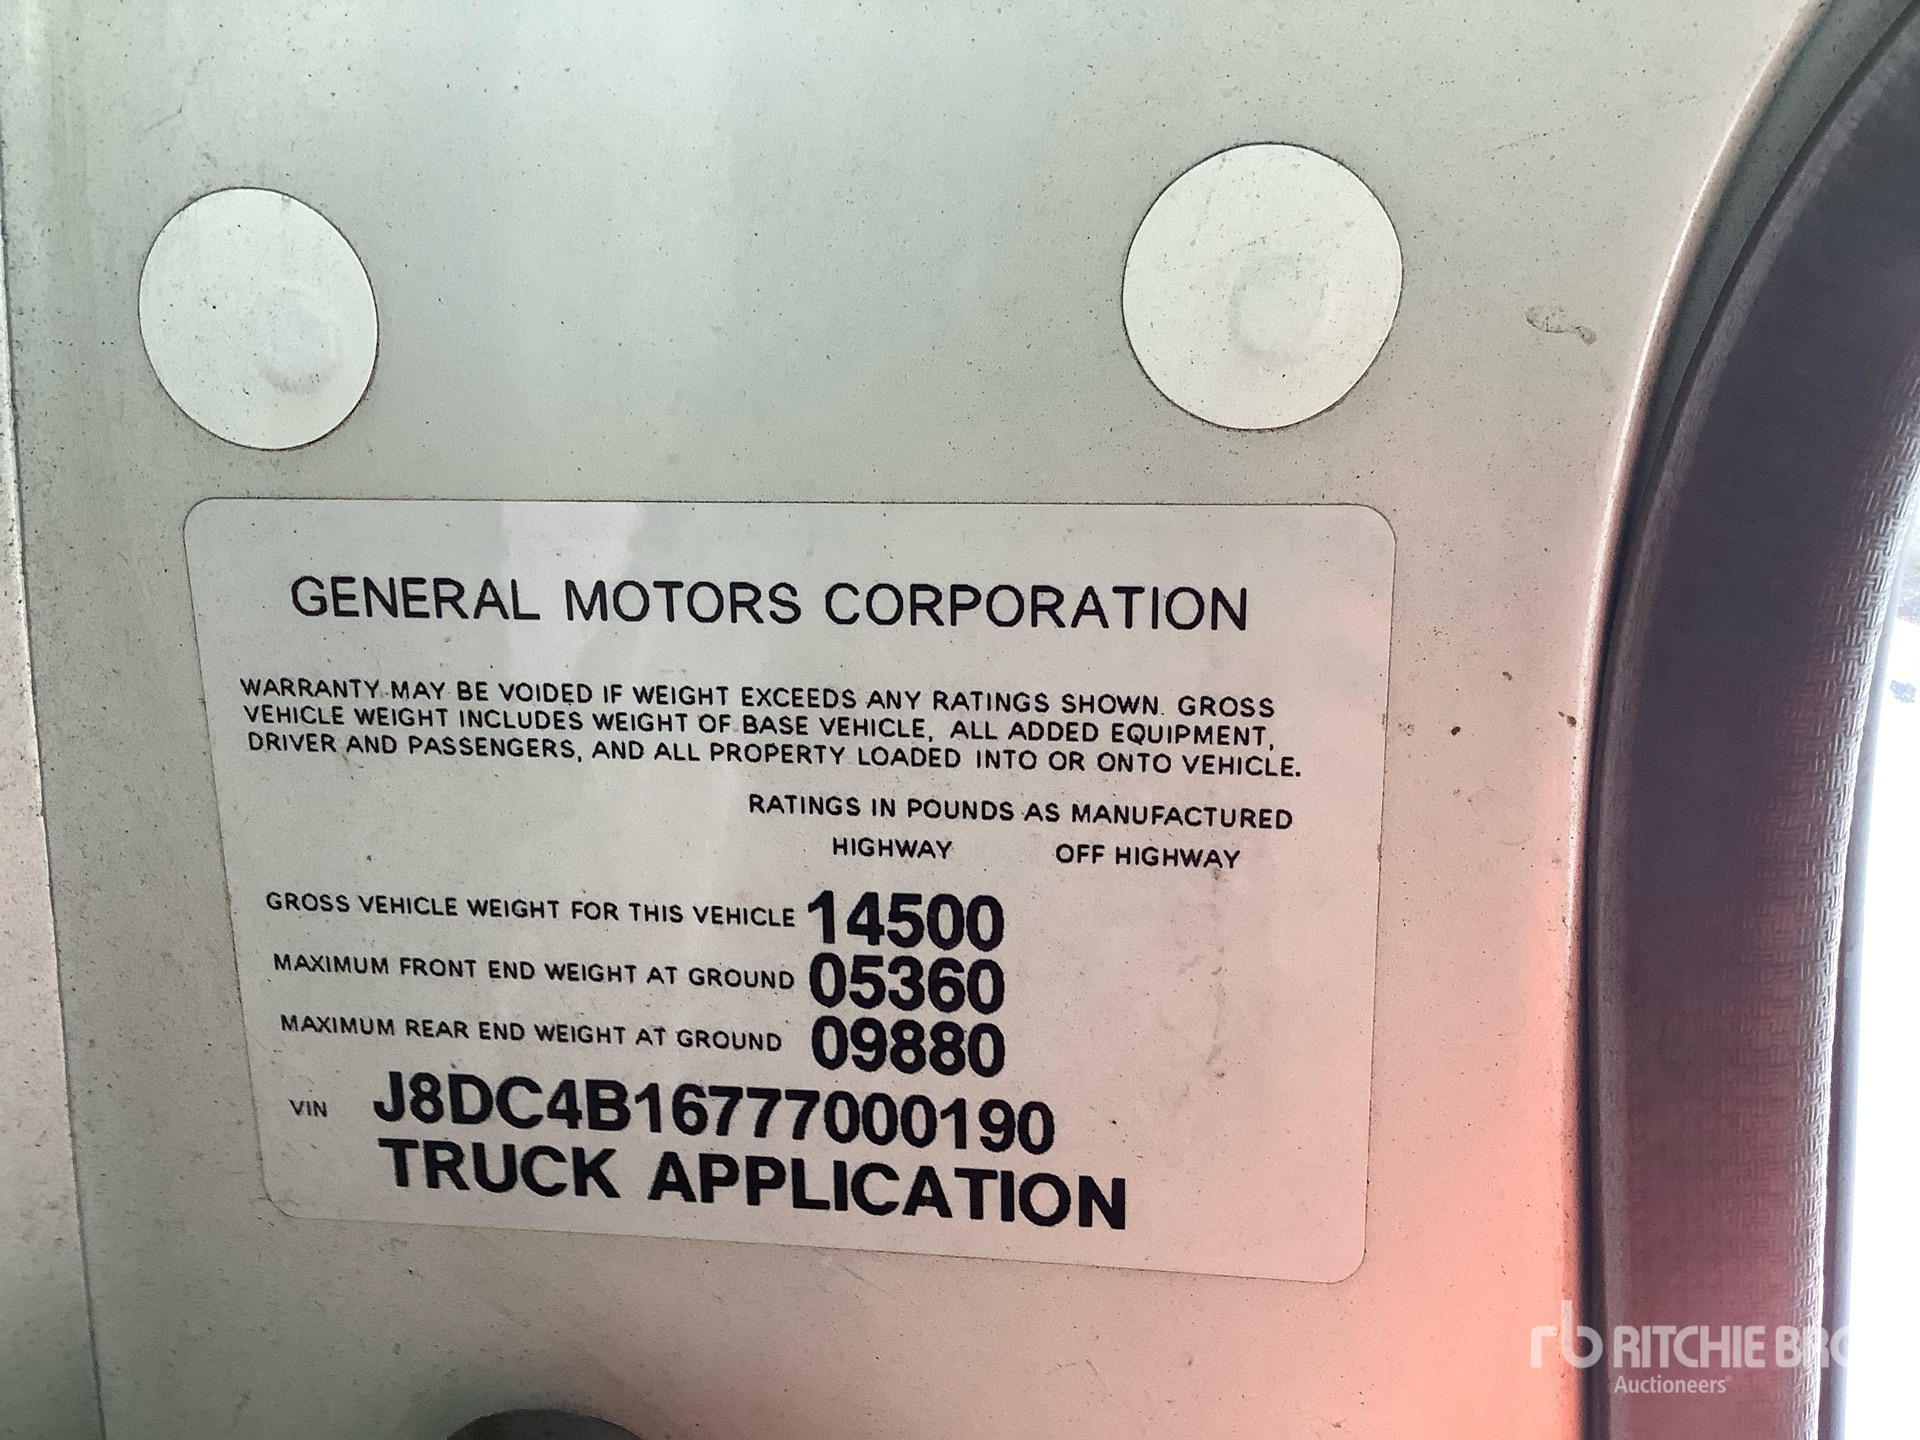 GENERAL MOTORS CORPORATION
WARRANTY MAY BE VOIDED IF WEIGHT EXCEEDS ANY RATINGS SHOWN. GROSS
VEHICLE WEIGHT INCLUDES WEIGHT OF BASE VEHICLE, ALL ADDED EQUIPMENT,
DRIVER AND PASSENGERS, AND ALL PROPERTY LOADED INTO OR ONTO VEHICLE.
RATINGS IN POUNDS AS MANUFACTURED
HIGHWAY OFF HIGHWAY
GROSS VEHICLE WEIGHT FOR THIS VEHICLE 14500
MAXIMUM FRONT END WEIGHT AT GROUND 05360
MAXIMUM REAR END WEIGHT AT GROUND 09880
VIN J8DC4B16777000190
TRUCK APPLICATION
rb RITCHIE BRO
Auctioneers